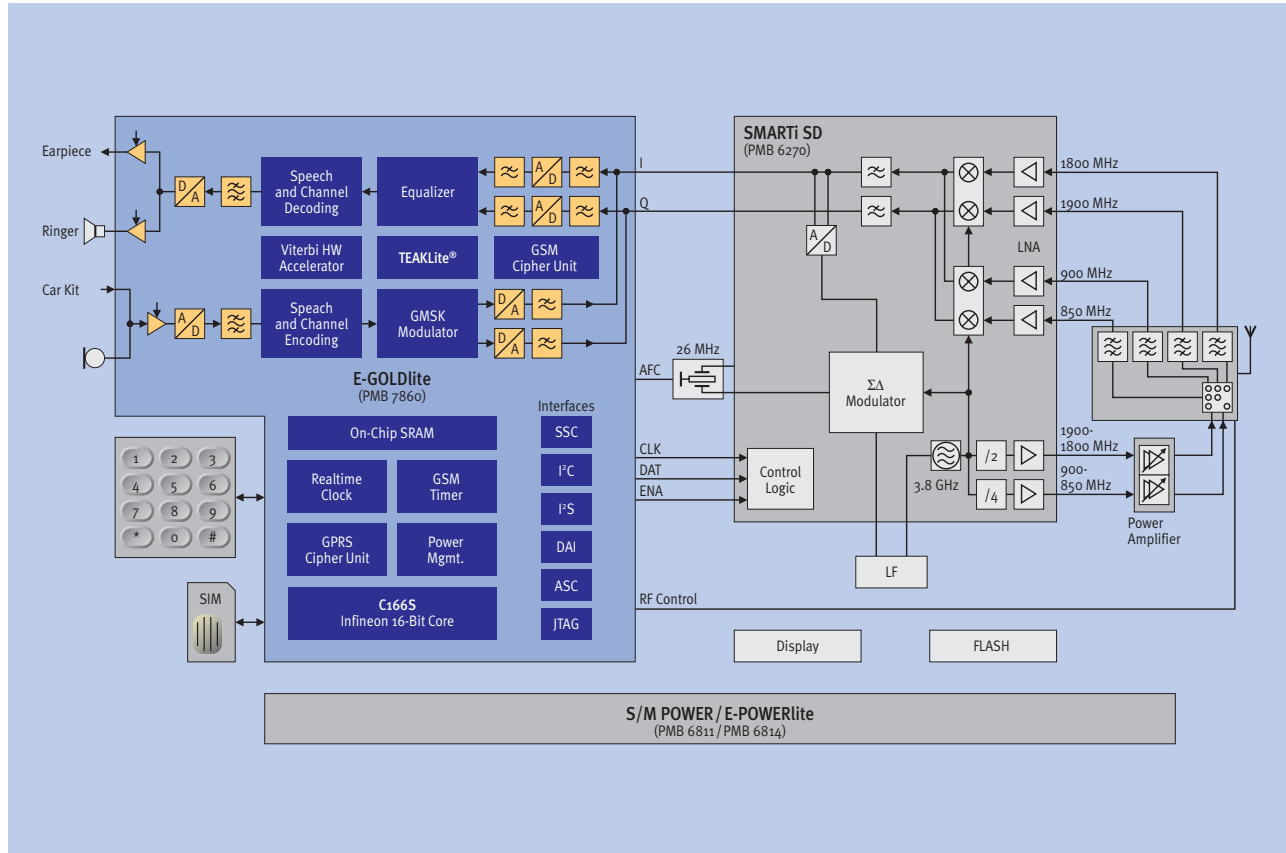 SMARTi SD
(PMB 6270)
Earpiece
Ringer
Car Kit
D
A
Speech
and Channel
Decoding
Equalizer
A
D
A
D
I
Q
A
D
1800 MHz
1900 MHz
LNA
900 MHz
850 MHz
Viterbi HW
Accelerator
TEAKLite®
GSM
Cipher Unit
A
D
Speach
and Channel
Encoding
GMSK
Modulator
D
A
D
A
E-GOLDlite
(PMB 7860)
AFC
26 MHz
ΣΔ
Modulator
Interfaces
On-Chip SRAM
SSC
Realtime
Clock
GSM
Timer
I²C
I²S
GPRS
Cipher Unit
Power
Mgmt.
DAI
C166S
Infineon 16-Bit Core
ASC
JTAG
CLK
DAT
ENA
Control
Logic
3.8 GHz
/2
/4
1900-
1800 MHz
900-
850 MHz
Power
Amplifier
LF
RF Control
1 2 3
4 5 6
7 8 9
* 0 #
SIM
Display
FLASH
S/M POWER / E-POWERlite
(PMB 6811 / PMB 6814)